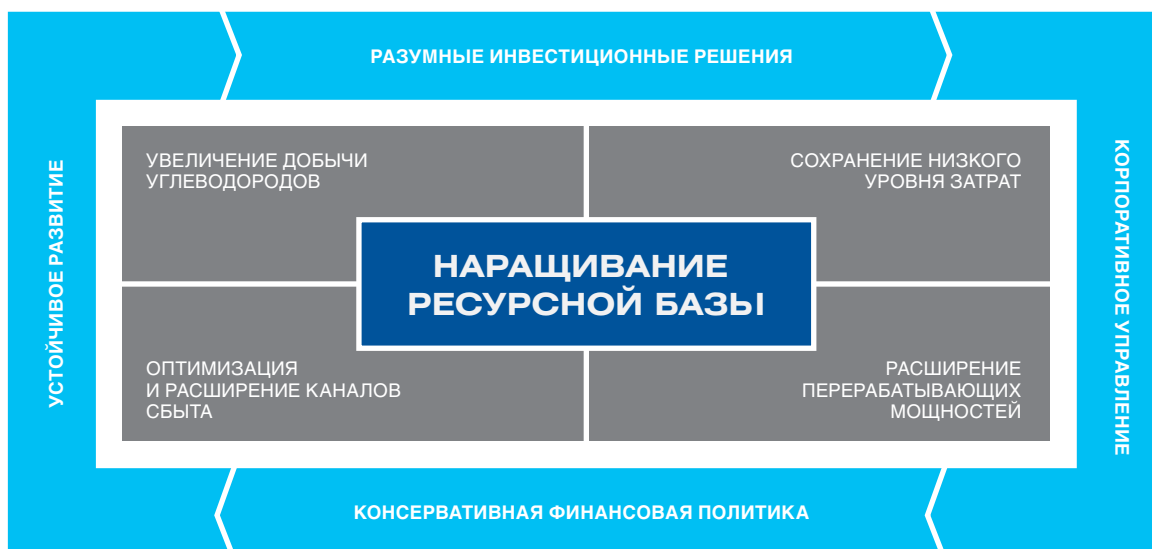 РАЗУМНЫЕ ИНВЕСТИЦИОННЫЕ РЕШЕНИЯ
УСТОЙЧИВОЕ РАЗВИТИЕ
УВЕЛИЧЕНИЕ ДОБЫЧИ
УГЛЕВОДОРОДОВ
СОХРАНЕНИЕ НИЗКОГО
УРОВНЯ ЗАТРАТ
НАРАЩИВАНИЕ
РЕСУРСНОЙ БАЗЫ
ОПТИМИЗАЦИЯ
И РАСШИРЕНИЕ КАНАЛОВ
СБЫТА
РАСШИРЕНИЕ
ПЕРЕРАБАТЫВАЮЩИХ
МОЩНОСТЕЙ
КОРПОРАТИВНОЕ УПРАВЛЕНИЕ
КОНСЕРВАТИВНАЯ ФИНАНСОВАЯ ПОЛИТИКА